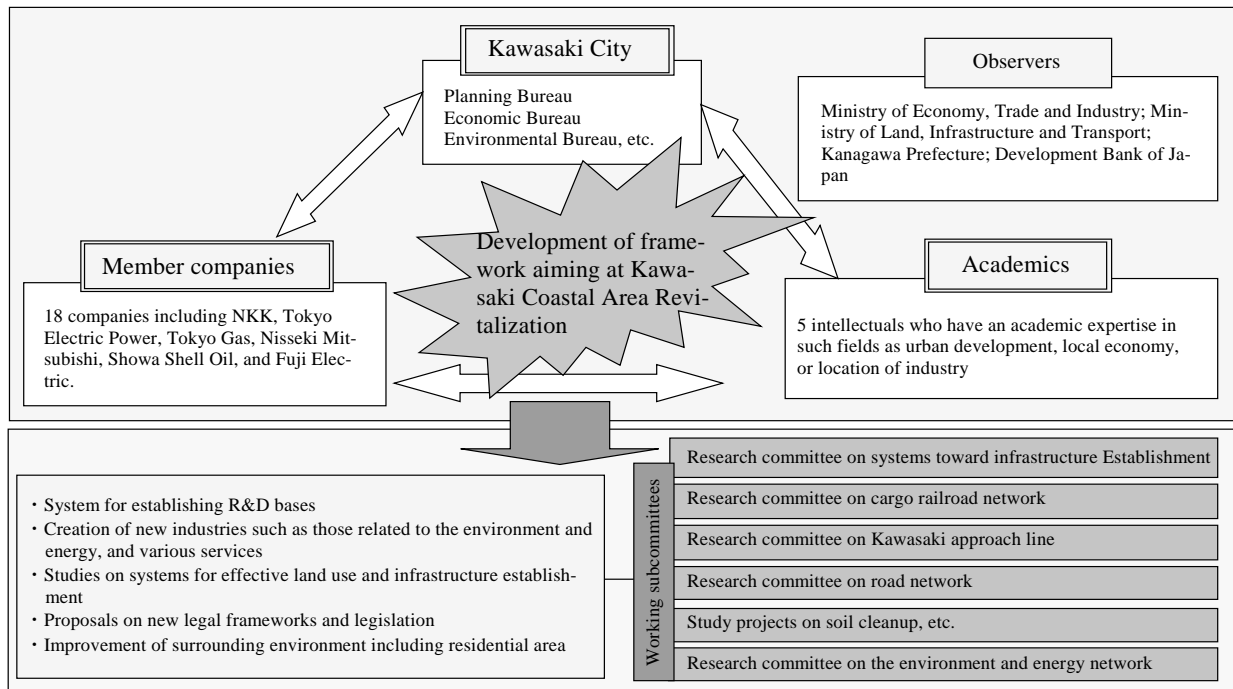 Kawasaki City
Planning Bureau
Economic Bureau
Environmental Bureau, etc.
Observers
Ministry of Economy, Trade and Industry; Min-
istry of Land, Infrastructure and Transport;
Kanagawa Prefecture; Development Bank of Ja-
pan
Member companies
18 companies including NKK, Tokyo
Electric Power, Tokyo Gas, Nisseki Mit-
subishi, Showa Shell Oil, and Fuji Elec-
tric.
Development of frame-
work aiming at Kawa-
saki Coastal Area Revi-
talization
Academics
5 intellectuals who have an academic expertise in
such fields as urban development, local economy,
or location of industry
・System for establishing R&D bases
・Creation of new industries such as those related to the environment and
energy, and various services
・Studies on systems for effective land use and infrastructure establish-
ment
・Proposals on new legal frameworks and legislation
・Improvement of surrounding environment including residential area
Working subcommittees
Research committee on systems toward infrastructure Establishment
Research committee on cargo railroad network
Research committee on Kawasaki approach line
Research committee on road network
Study projects on soil cleanup, etc.
Research committee on the environment and energy network